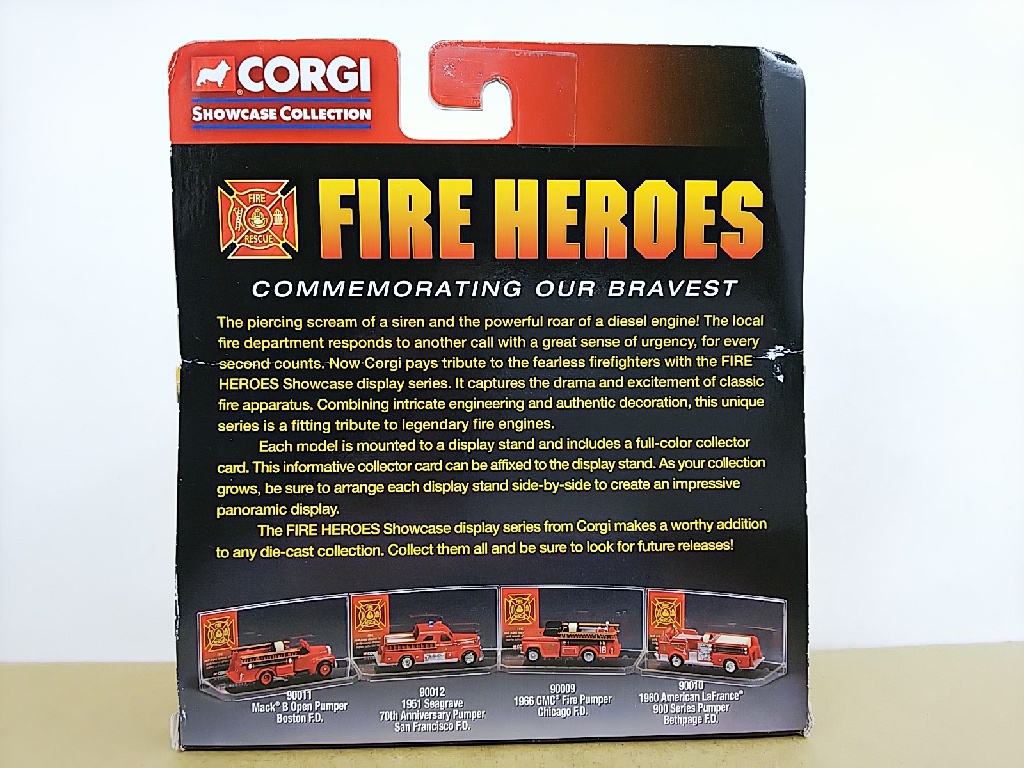 CORGI
SHOWCASE COLLECTION
FIRE
RESCUE
FIRE HEROES
COMMEMORATING OUR BRAVEST
The piercing scream of a siren and the powerful roar of a diesel engine! The local
fire department responds to another call with a great sense of urgency, for every
second counts. Now Corgi pays tribute to the fearless firefighters with the FIRE
HEROES Showcase display series. It captures the drama and excitement of classic
fire apparatus. Combining intricate engineering and authentic decoration, this unique
series is a fitting tribute to legendary fire engines.
Each model is mounted to a display stand and includes a full-color collector
card. This informative collector card can be affixed to the display stand. As your collection
grows, be sure to arrange each display stand side-by-side to create an impressive
panoramic display.
The FIRE HEROES Showcase display series from Corgi makes a worthy addition
to any die-cast collection. Collect them all and be sure to look for future releases!
90011
Mack® B Open Pumper
Boston F.D.
90012
1951 Seagrave
70th Anniversary Pumper
San Francisco F.D.
90009
1966 GMC® Fire Pumper
Chicago F.D.
90010
1960 American LaFrance®
900 Series Pumper
Bethpage F.D.